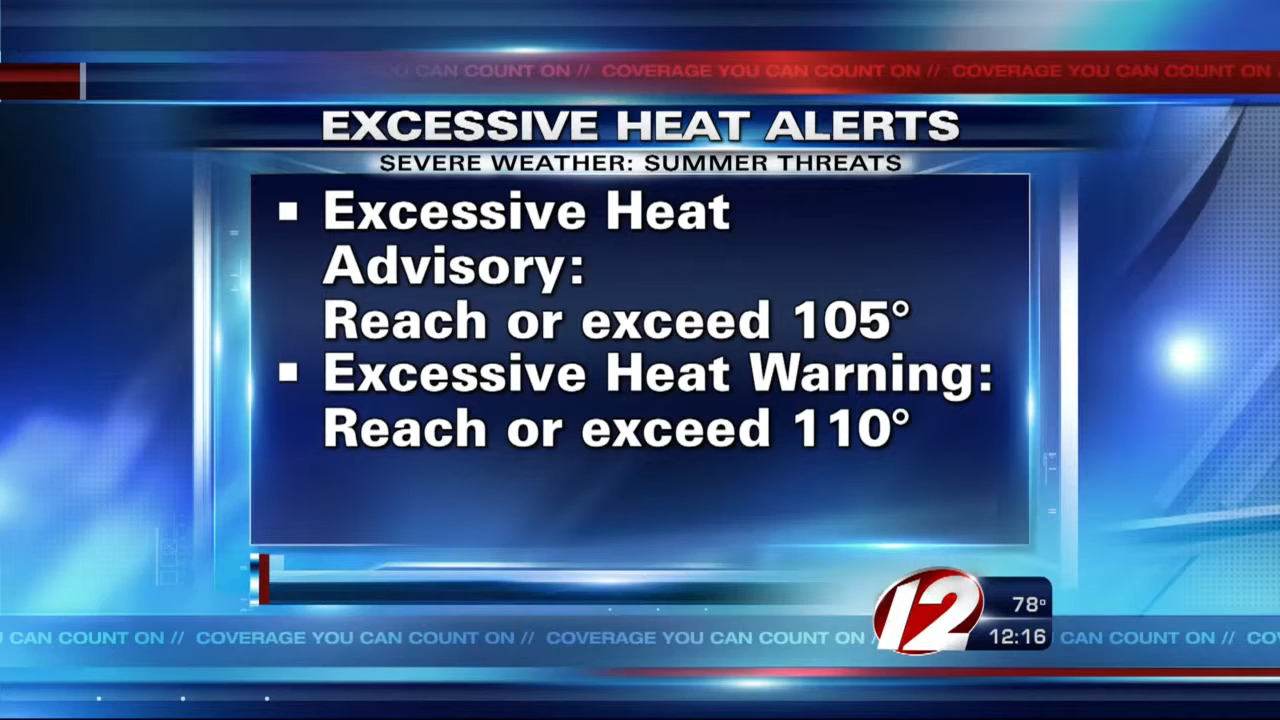 OU CAN COUNT ON // COVERAGE YOU CAN COUNT ON // COVERAGE YOU CAN COUNT ON
EXCESSIVE HEAT ALERTS
SEVERE WEATHER: SUMMER THREATS
▪ Excessive Heat
Advisory:
Reach or exceed 105°
▪ Excessive Heat Warning:
Reach or exceed 110°
12
78°
12:16
U CAN COUNT ON // COVERAGE YOU CAN COUNT ON // COVERAGE YOU CAN COUNT ON / CAN COUNT ON // CO